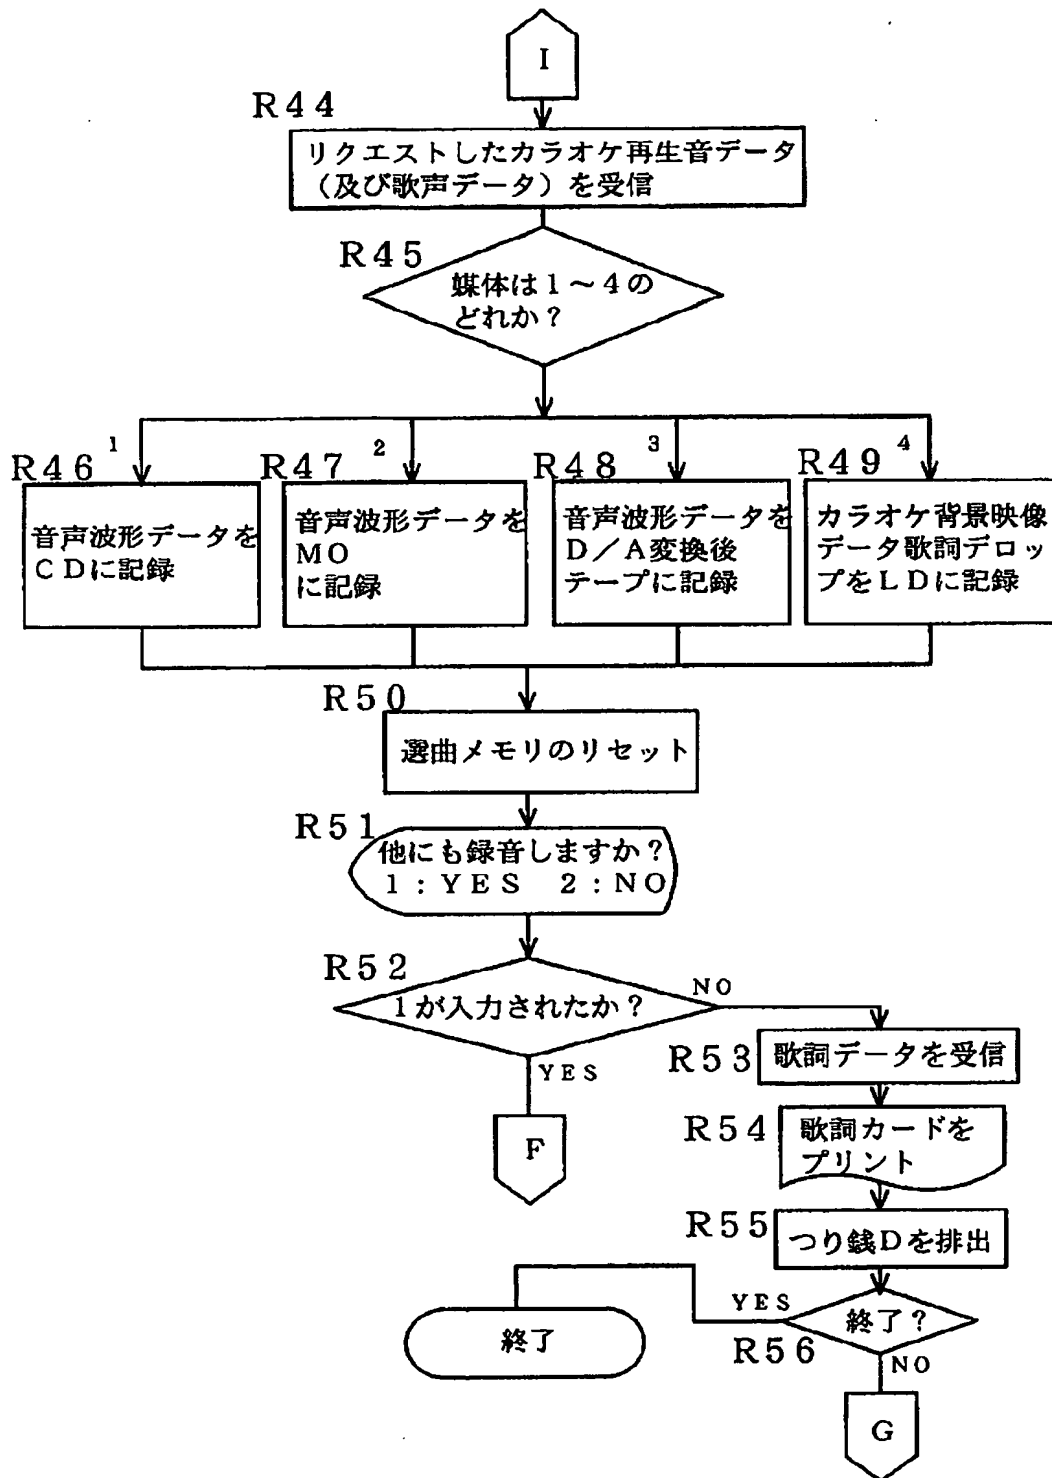 I
R44
リクエストしたカラオケ再生音データ
(及び歌声データ)を受信
R45
媒体は1～4の
どれか?
1
2
3
4
R46
R47
R48
R49
音声波形データを
CDに記録
音声波形データを
MO
に記録
音声波形データを
D/A変換後
テープに記録
カラオケ背景映像
データ歌詞デロッ
プをLDに記録
R50
選曲メモリのリセット
R51
他にも録音しますか?
1:YES 2:NO
R52
1が入力されたか?
NO
YES
F
R53
歌詞データを受信
R54
歌詞カードを
プリント
R55
つり銭Dを排出
YES
終了?
R56
NO
終了
G